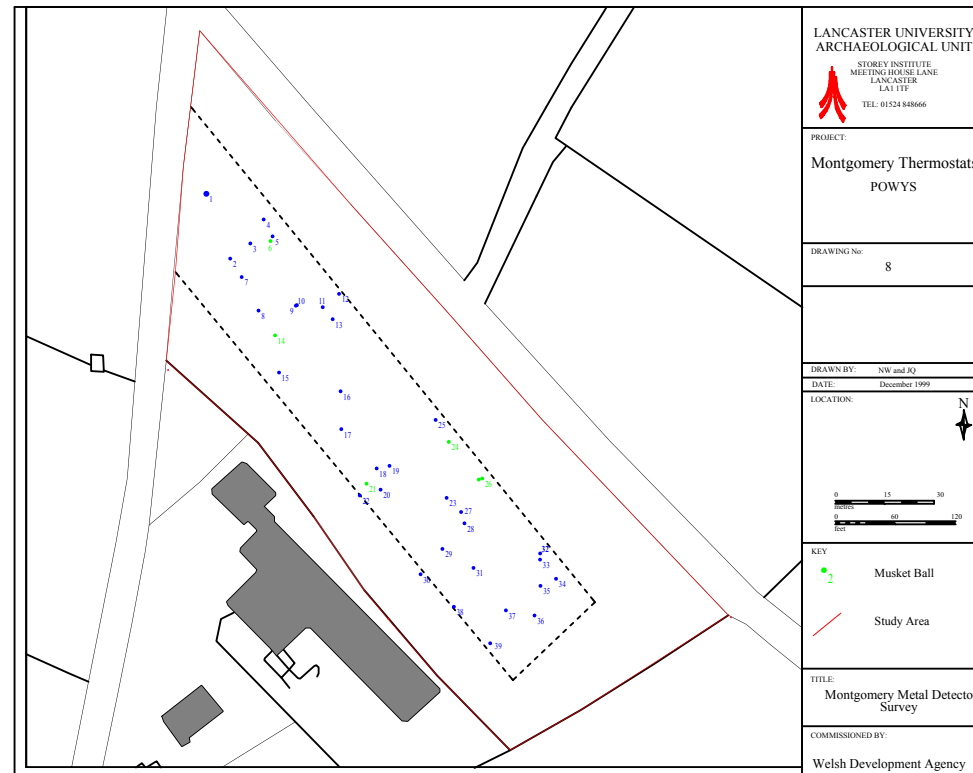 LANCASTER UNIVERSITY
ARCHAEOLOGICAL UNIT
STOREY INSTITUTE
MEETING HOUSE LANE
LANCASTER
LA1 1TF
TEL: 01524 848666
PROJECT:
Montgomery Thermostats
POWYS
DRAWING No:
8
DRAWN BY: NW and JQ
DATE: December 1999
LOCATION:
N
0 15 30
metres
0 60 120
feet
KEY
2 Musket Ball
Study Area
TITLE:
Montgomery Metal Detecto
Survey
COMMISSIONED BY:
Welsh Development Agency
1
4
5
6
3
2
7
12
10
9
11
8
13
14
15
16
25
17
24
18
19
26
21
20
22
23
27
28
29
32
33
31
30
34
35
38
37
36
39